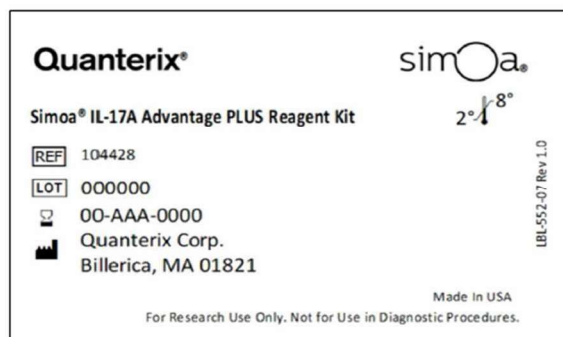 Quanterix®
simoa®
Simoa® IL-17A Advantage PLUS Reagent Kit
2° 8°
REF 104428
LOT 000000
00-AAA-0000
Quanterix Corp.
Billerica, MA 01821
LBL-552-07 Rev 1.0
Made In USA
For Research Use Only. Not for Use in Diagnostic Procedures.